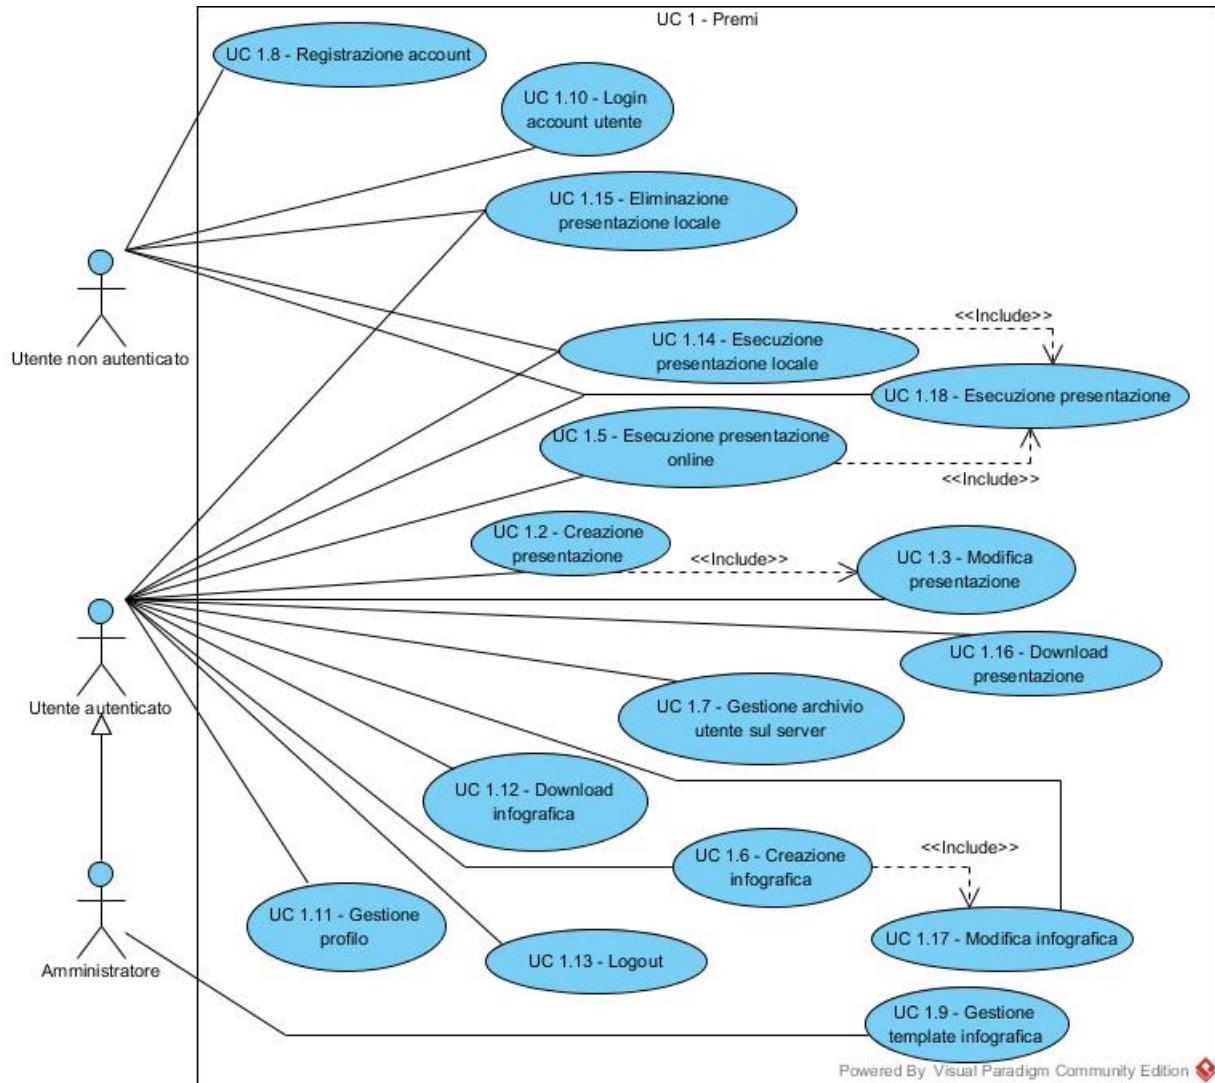 UC 1 - Premi
UC 1.8 - Registrazione account
UC 1.10 - Login
account utente
UC 1.15 - Eliminazione
presentazione locale
Utente non autenticato
<<Include>>
UC 1.14 - Esecuzione
presentazione locale
UC 1.18 - Esecuzione presentazione
UC 1.5 - Esecuzione presentazione
online
<<Include>>
UC 1.2 - Creazione
presentazione
<<Include>>
UC 1.3 - Modifica
presentazione
UC 1.16 - Download
presentazione
Utente autenticato
UC 1.7 - Gestione archivio
utente sul server
UC 1.12 - Download
infografica
UC 1.6 - Creazione
infografica
<<Include>>
UC 1.11 - Gestione
profilo
UC 1.17 - Modifica infografica
UC 1.13 - Logout
Amministratore
UC 1.9 - Gestione
template infografica
Powered By Visual Paradigm Community Edition